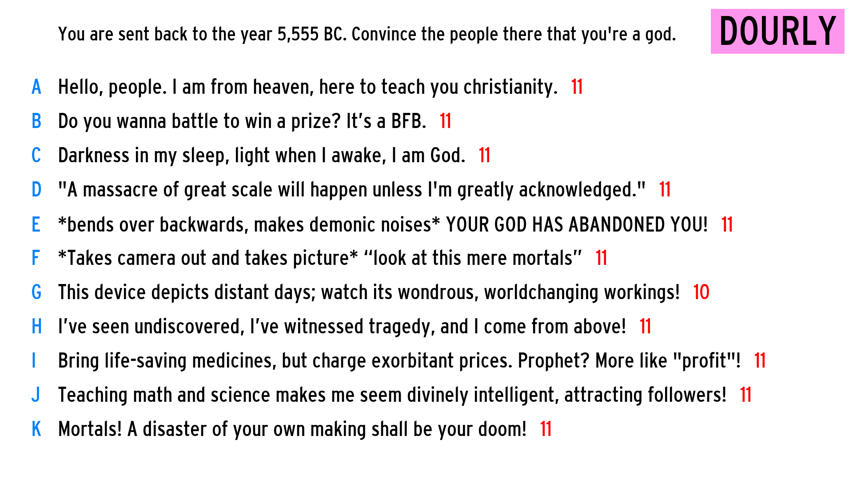 You are sent back to the year 5,555 BC. Convince the people there that you're a god.
DOURLY
A Hello, people. I am from heaven, here to teach you christianity. 11
B Do you wanna battle to win a prize? It’s a BFB. 11
C Darkness in my sleep, light when I awake, I am God. 11
D "A massacre of great scale will happen unless I'm greatly acknowledged." 11
E *bends over backwards, makes demonic noises* YOUR GOD HAS ABANDONED YOU! 11
F *Takes camera out and takes picture* “look at this mere mortals” 11
G This device depicts distant days; watch its wondrous, worldchanging workings! 10
H I’ve seen undiscovered, I’ve witnessed tragedy, and I come from above! 11
I Bring life-saving medicines, but charge exorbitant prices. Prophet? More like "profit"! 11
J Teaching math and science makes me seem divinely intelligent, attracting followers! 11
K Mortals! A disaster of your own making shall be your doom! 11